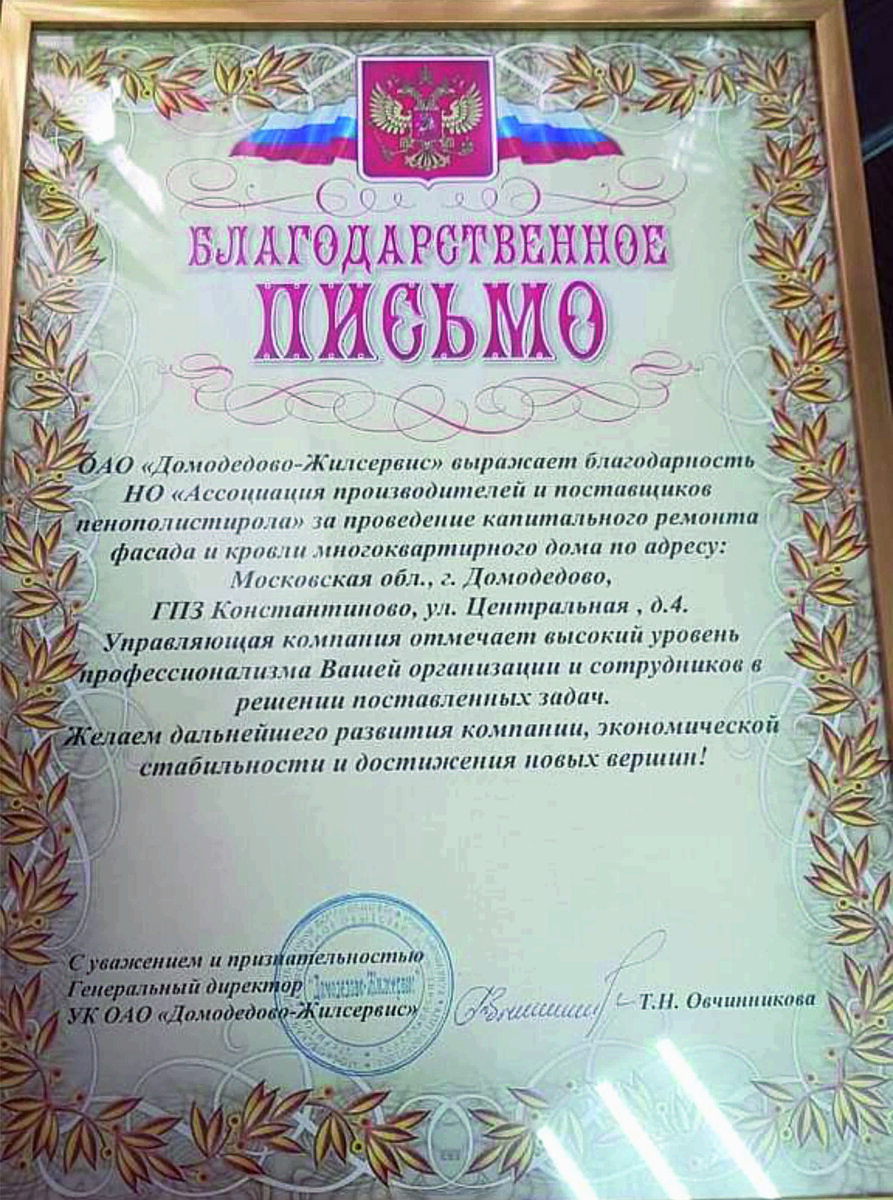 БЛАГОДАРСТВЕННОЕ
ПИСЬМО
ОАО «Домодедово-Жилсервис» выражает благодарность
НО «Ассоциация производителей и поставщиков
пенополистирола» за проведение капитального ремонта
фасада и кровли многоквартирного дома по адресу:
Московская обл., г. Домодедово,
ГПЗ Константиново, ул. Центральная , д.4.
Управляющая компания отмечает высокий уровень
профессионализма Вашей организации и сотрудников в
решении поставленных задач.
Желаем дальнейшего развития компании, экономической
стабильности и достижения новых вершин!
С уважением и признательностью
Генеральный директор
УК ОАО «Домодедово-Жилсервис»
"Домодедово-Жилсервис"
Т.Н. Овчинникова